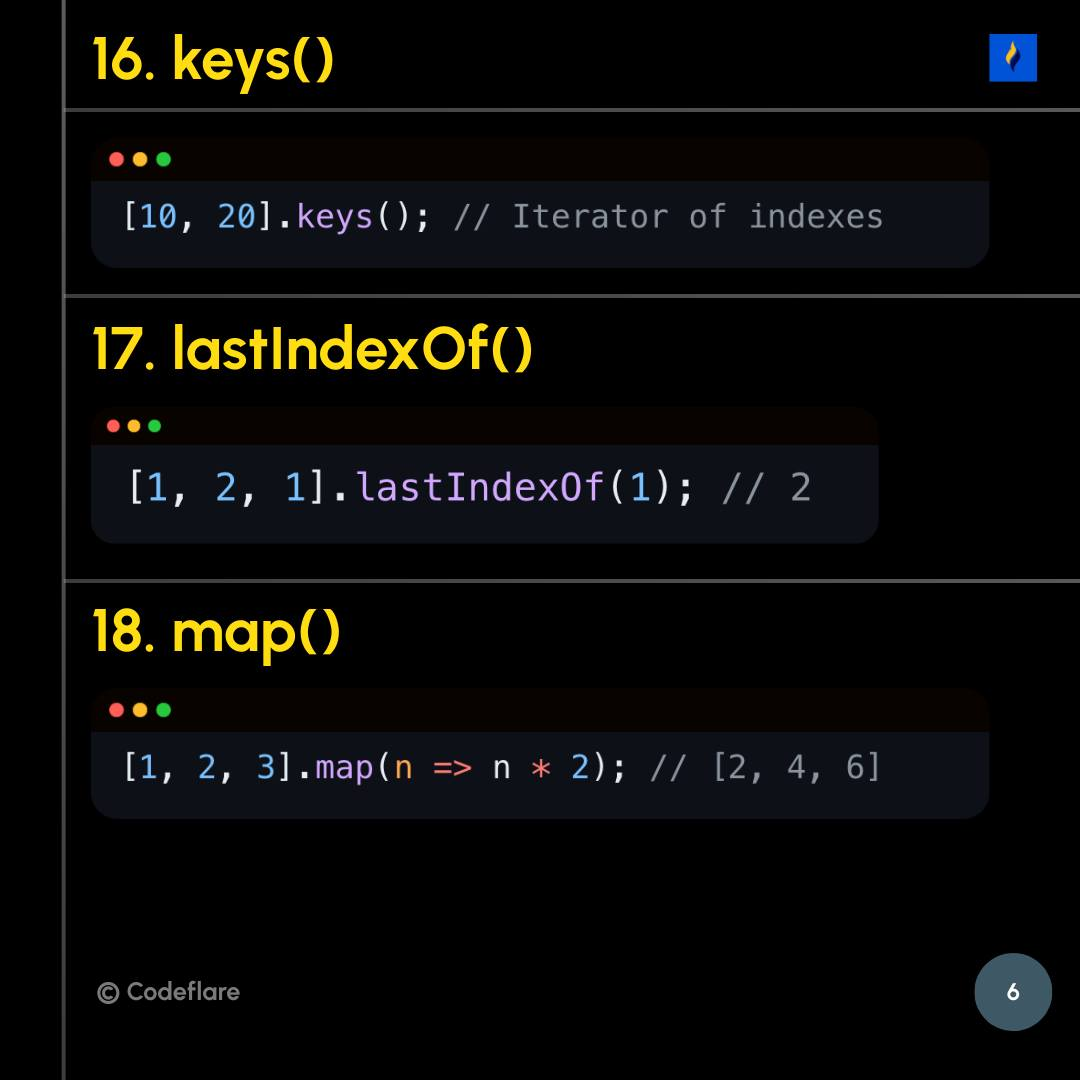 16. keys()
[10, 20].keys(); // Iterator of indexes
17. lastIndexOf()
[1, 2, 1].lastIndexOf(1); // 2
18. map()
[1, 2, 3].map(n => n * 2); // [2, 4, 6]
© Codeflare
6